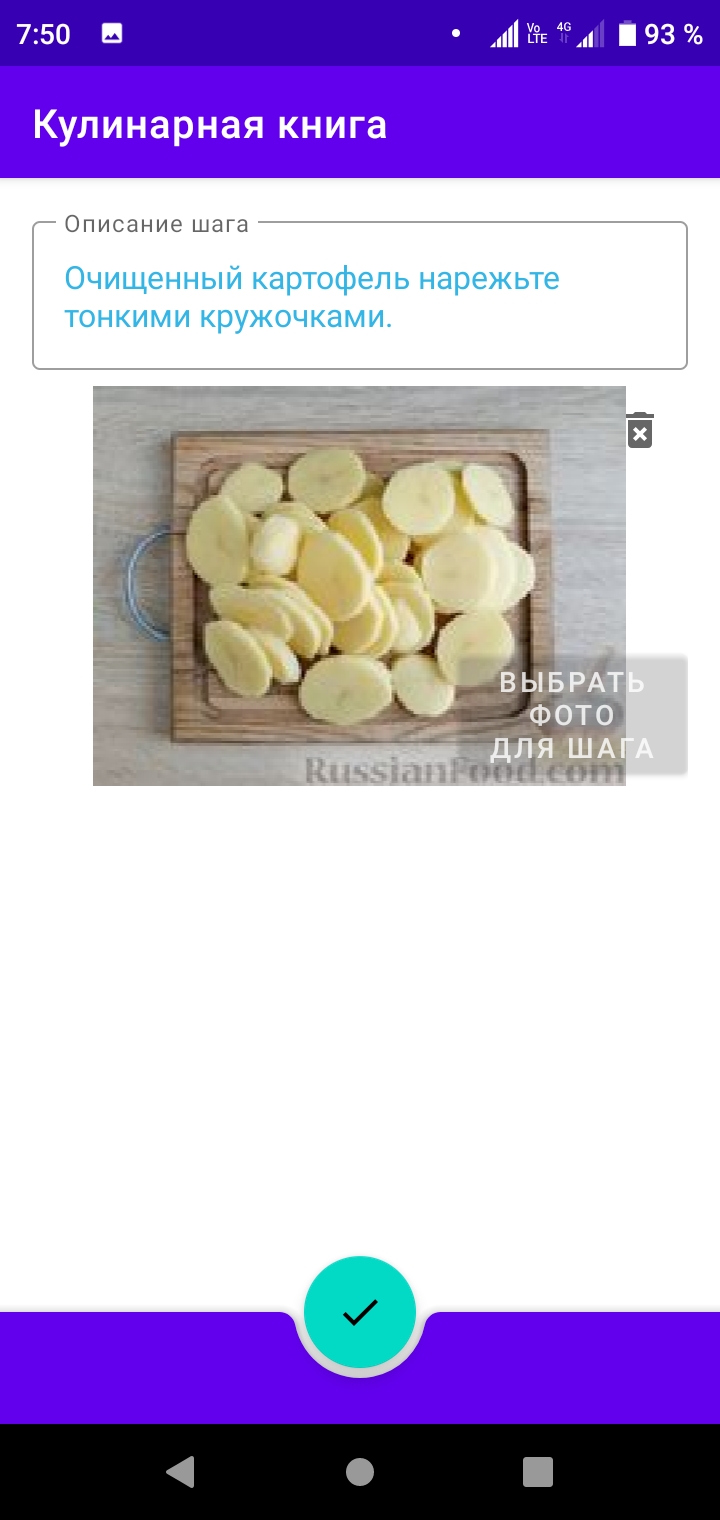 7:50
Vo
LTE
4G
93 %
Кулинарная книга
Описание шага
Очищенный картофель нарежьте
тонкими кружочками.
ВЫБРАТЬ
ФОТО
ДЛЯ ШАГА
RussianFood.com